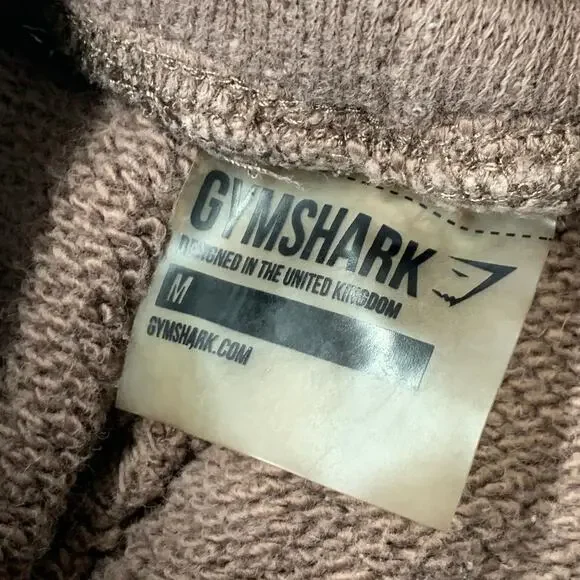 GYMSHARK
DESIGNED IN THE UNITED KINGDOM
M
GYMSHARK.COM